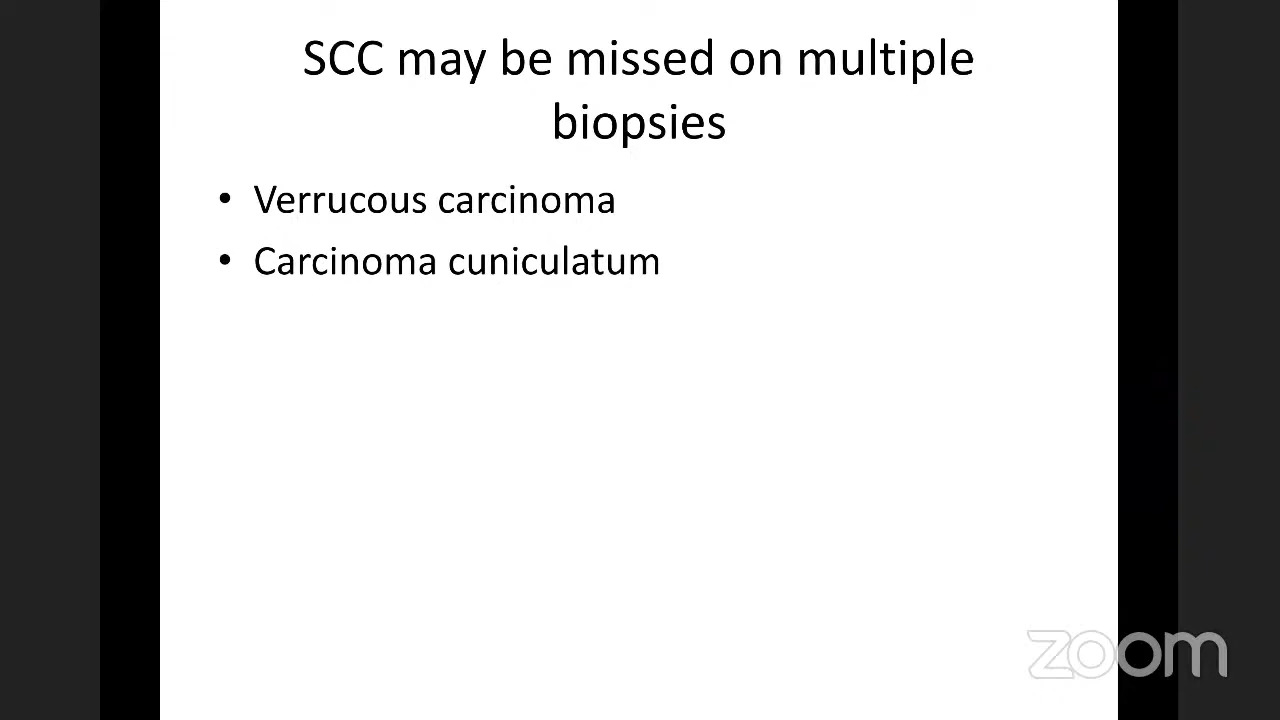 SCC may be missed on multiple
biopsies
• Verrucous carcinoma
• Carcinoma cuniculatum
zoom